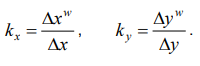 k_x = Δx^w / Δx , k_y = Δy^w / Δy .